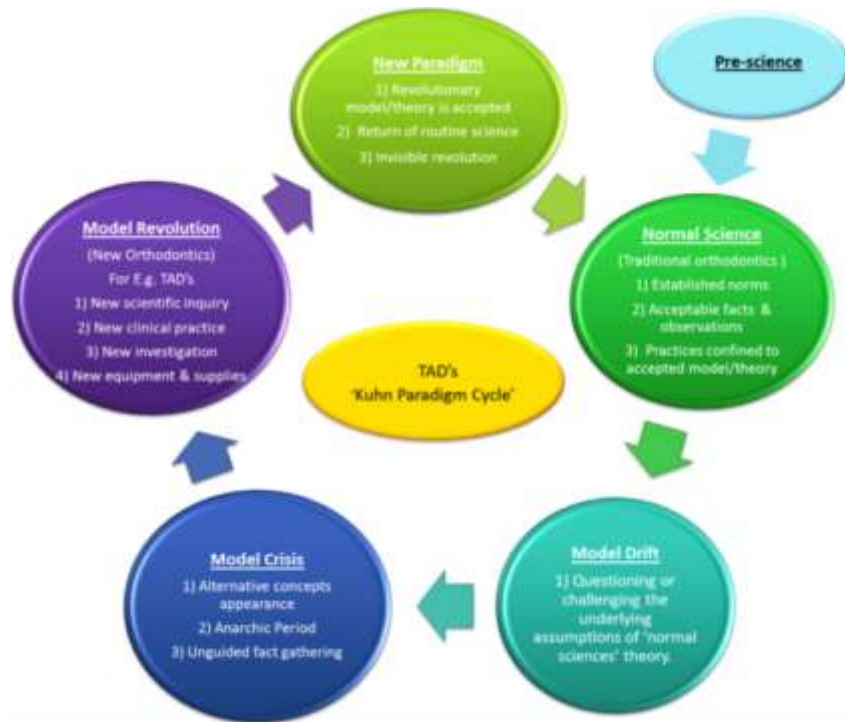 New Paradigm
1) Revolutionary
model/theory is accepted
2) Return of routine science
3) Invisible revolution
Pre-science
Normal Science
(Traditional orthodontics )
1) Established norms
2) Acceptable facts &
observations
3) Practices confined to
accepted model/theory
Model Drift
1) Questioning or
challenging the
underlying
assumptions of 'normal
sciences' theory.
Model Crisis
1) Alternative concepts
appearance
2) Anarchic Period
3) Unguided fact gathering
Model Revolution
(New Orthodontics)
For E.g. TAD's
1) New scientific inquiry
2) New clinical practice
3) New investigation
4) New equipment & supplies
TAD's
'Kuhn Paradigm Cycle'